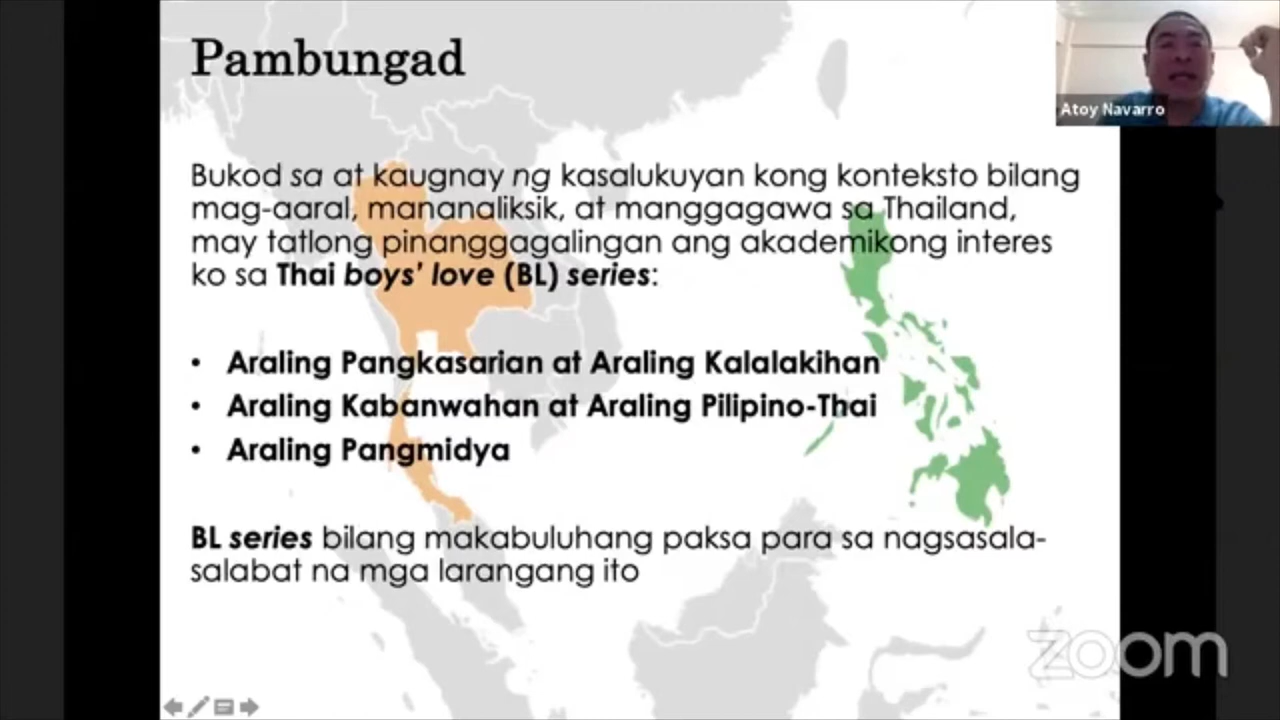 Pambungad
Atoy Navarro
Bukod sa at kaugnay ng kasalukuyan kong konteksto bilang
mag-aaral, mananaliksik, at manggagawa sa Thailand,
may tatlong pinanggagalingan ang akademikong interes
ko sa Thai boys' love (BL) series:
• Araling Pangkasarian at Araling Kalalakihan
• Araling Kabanwahan at Araling Pilipino-Thai
• Araling Pangmidya
BL series bilang makabuluhang paksa para sa nagsasala-
salabat na mga larangang ito
zoom